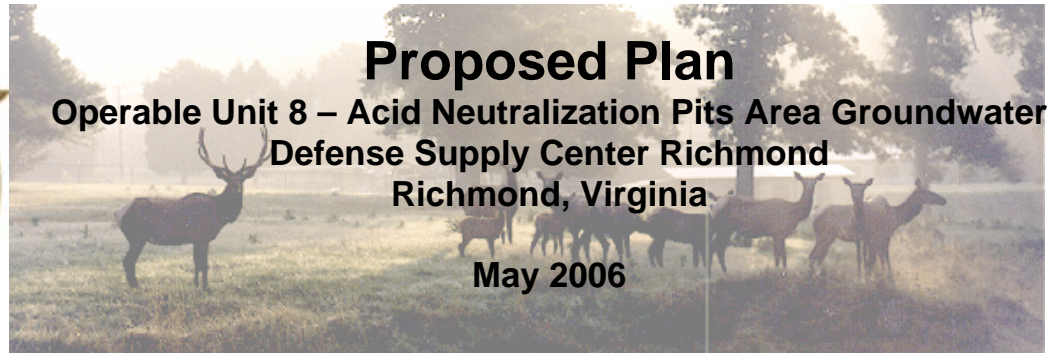 Proposed Plan
Operable Unit 8 – Acid Neutralization Pits Area Groundwater
Defense Supply Center Richmond
Richmond, Virginia
May 2006